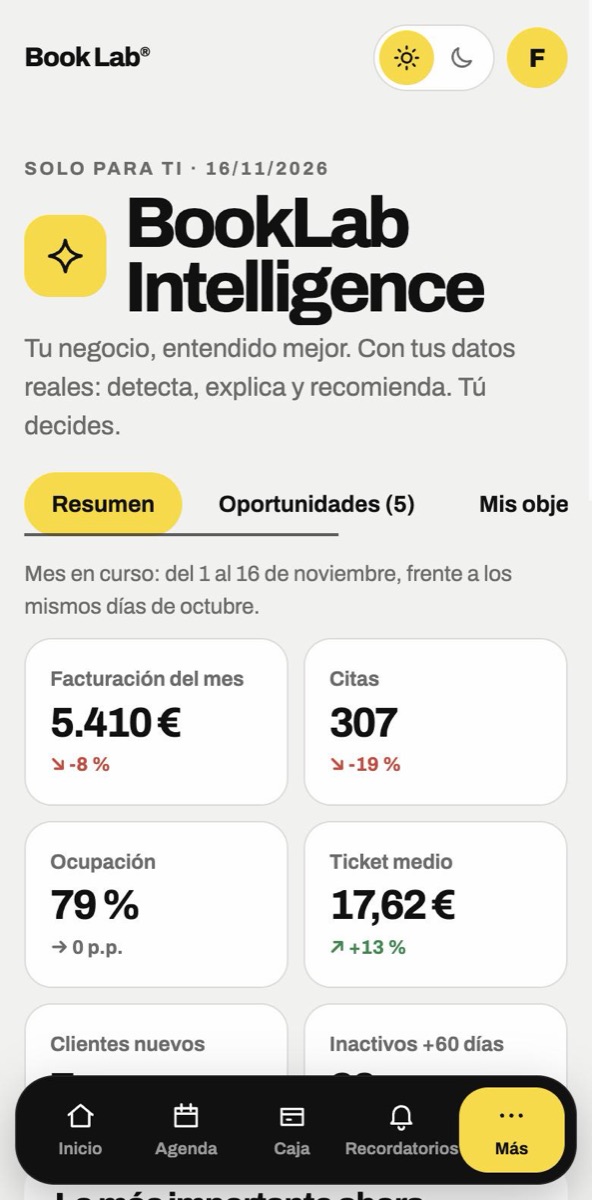 Book Lab®
F
SOLO PARA TI · 16/11/2026
BookLab
Intelligence
Tu negocio, entendido mejor. Con tus datos
reales: detecta, explica y recomienda. Tú
decides.
Resumen Oportunidades (5) Mis obje
Mes en curso: del 1 al 16 de noviembre, frente a los
mismos días de octubre.
Facturación del mes
5.410 €
↘ -8 %
Citas
307
↘ -19 %
Ocupación
79 %
→ 0 p.p.
Ticket medio
17,62 €
↗ +13 %
Clientes nuevos
Inactivos +60 días
Inicio Agenda Caja Recordatorios Más